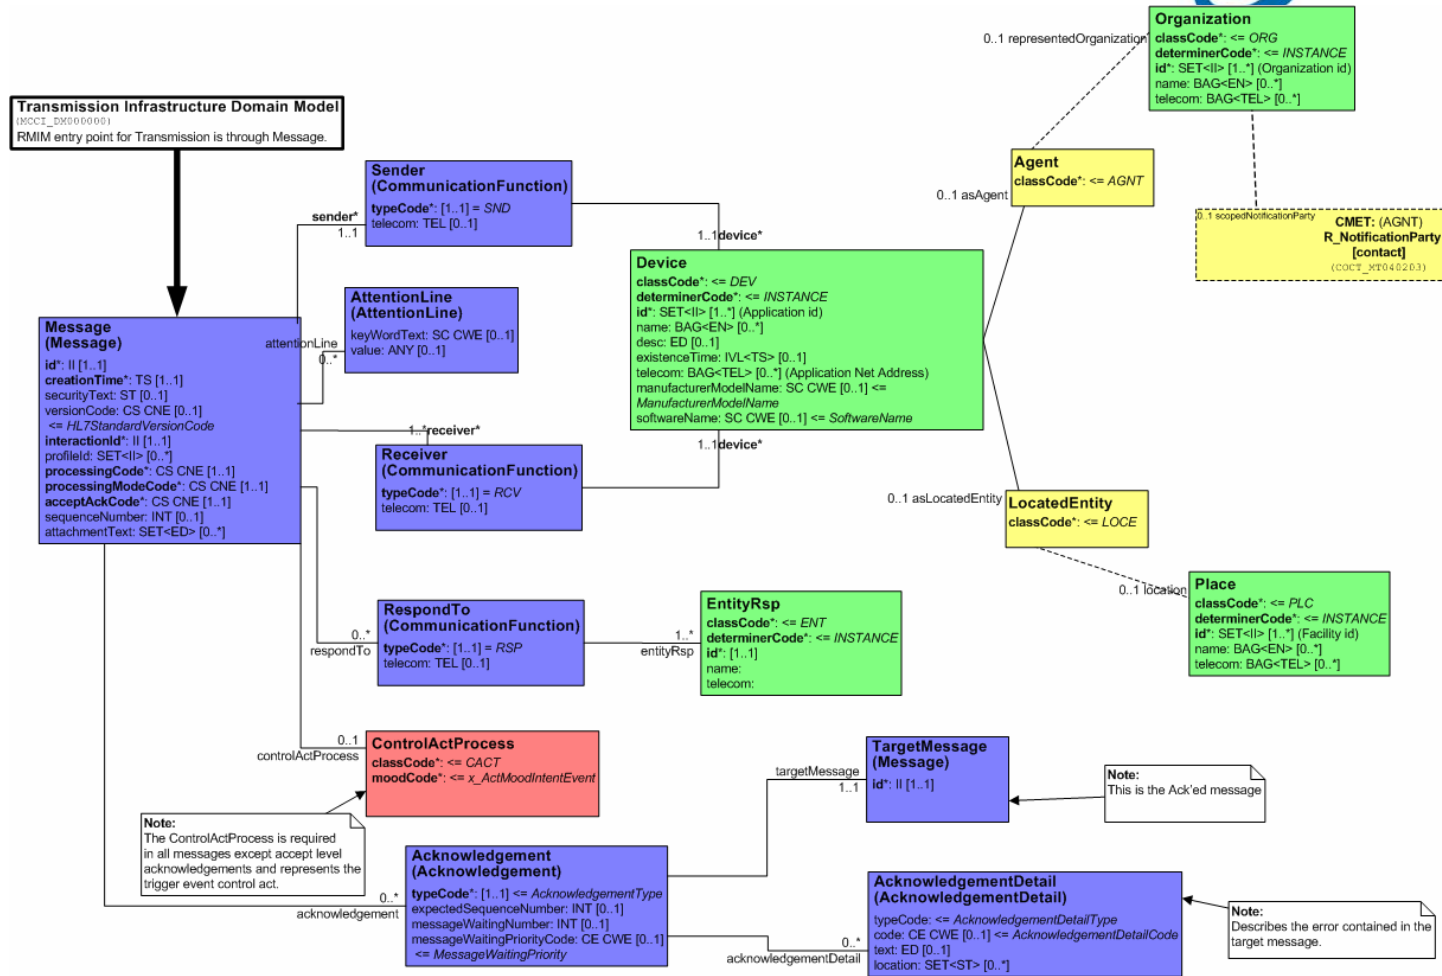 Organization
classCode*: <= ORG
determinerCode*: <= INSTANCE
id*: SET<II> [1..*] (Organization id)
name: BAG<EN> [0..*]
telecom: BAG<TEL> [0..*]
0..1 representedOrganization
Transmission Infrastructure Domain Model
(MCCI_DM000000)
RMIM entry point for Transmission is through Message.
Sender
(CommunicationFunction)
typeCode*: [1..1] = SND
telecom: TEL [0..1]
sender*
1..1
Agent
classCode*: <= AGNT
0..1 asAgent
0..1 scopedNotificationParty
CMET: (AGNT)
R_NotificationParty
[contact]
(COCT_MT040203)
1..1device*
Device
classCode*: <= DEV
determinerCode*: <= INSTANCE
id*: SET<II> [1..*] (Application id)
name: BAG<EN> [0..*]
desc: ED [0..1]
existenceTime: IVL<TS> [0..1]
telecom: BAG<TEL> [0..*] (Application Net Address)
manufacturerModelName: SC CWE [0..1] <=
ManufacturerModelName
softwareName: SC CWE [0..1] <= SoftwareName
1..1device*
AttentionLine
(AttentionLine)
keyWordText: SC CWE [0..1]
value: ANY [0..1]
attentionLine
0..*
Message
(Message)
id*: II [1..1]
creationTime*: TS [1..1]
securityText: ST [0..1]
versionCode: CS CNE [0..1]
<= HL7StandardVersionCode
interactionId*: II [1..1]
profileId: SET<II> [0..*]
processingCode*: CS CNE [1..1]
processingModeCode*: CS CNE [1..1]
acceptAckCode*: CS CNE [1..1]
sequenceNumber: INT [0..1]
attachmentText: SET<ED> [0..*]
1..*receiver*
Receiver
(CommunicationFunction)
typeCode*: [1..1] = RCV
telecom: TEL [0..1]
0..1 asLocatedEntity
LocatedEntity
classCode*: <= LOCE
0..1 location
Place
classCode*: <= PLC
determinerCode*: <= INSTANCE
id*: SET<II> [1..*] (Facility id)
name: BAG<EN> [0..*]
telecom: BAG<TEL> [0..*]
RespondTo
(CommunicationFunction)
typeCode*: [1..1] = RSP
telecom: TEL [0..1]
0..*
respondTo
1..*
entityRsp
EntityRsp
classCode*: <= ENT
determinerCode*: <= INSTANCE
id*: [1..1]
name:
telecom:
0..1
controlActProcess
ControlActProcess
classCode*: <= CACT
moodCode*: <= x_ActMoodIntentEvent
Note:
The ControlActProcess is required
in all messages except accept level
acknowledgements and represents the
trigger event control act.
targetMessage
1..1
TargetMessage
(Message)
id*: II [1..1]
Note:
This is the Ack'ed message
0..*
acknowledgement
Acknowledgement
(Acknowledgement)
typeCode*: [1..1] <= AcknowledgementType
expectedSequenceNumber: INT [0..1]
messageWaitingNumber: INT [0..1]
messageWaitingPriorityCode: CE CWE [0..1]
<= MessageWaitingPriority
0..*
acknowledgementDetail
AcknowledgementDetail
(AcknowledgementDetail)
typeCode: <= AcknowledgementDetailType
code: CE CWE [0..1] <= AcknowledgementDetailCode
text: ED [0..1]
location: SET<ST> [0..*]
Note:
Describes the error contained in the
target message.